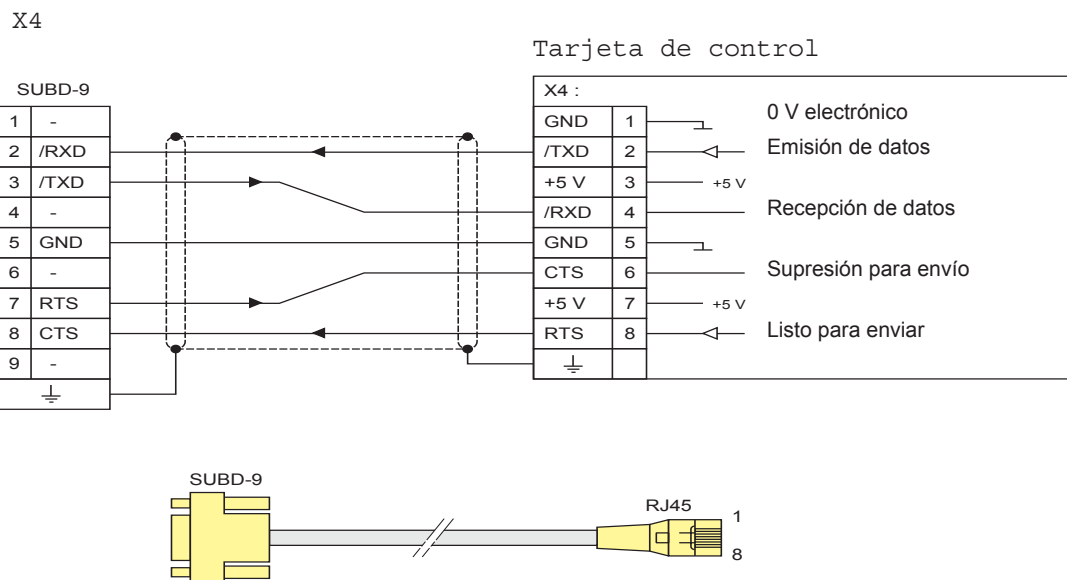 X4
Tarjeta de control
SUBD-9
1 -
2 /RXD
3 /TXD
4 -
5 GND
6 -
7 RTS
8 CTS
9 -
X4 :
GND 1 0 V electrónico
/TXD 2 Emisión de datos
+5 V 3 +5 V
/RXD 4 Recepción de datos
GND 5
CTS 6 Supresión para envío
+5 V 7 +5 V
RTS 8 Listo para enviar
SUBD-9
RJ45
1
8